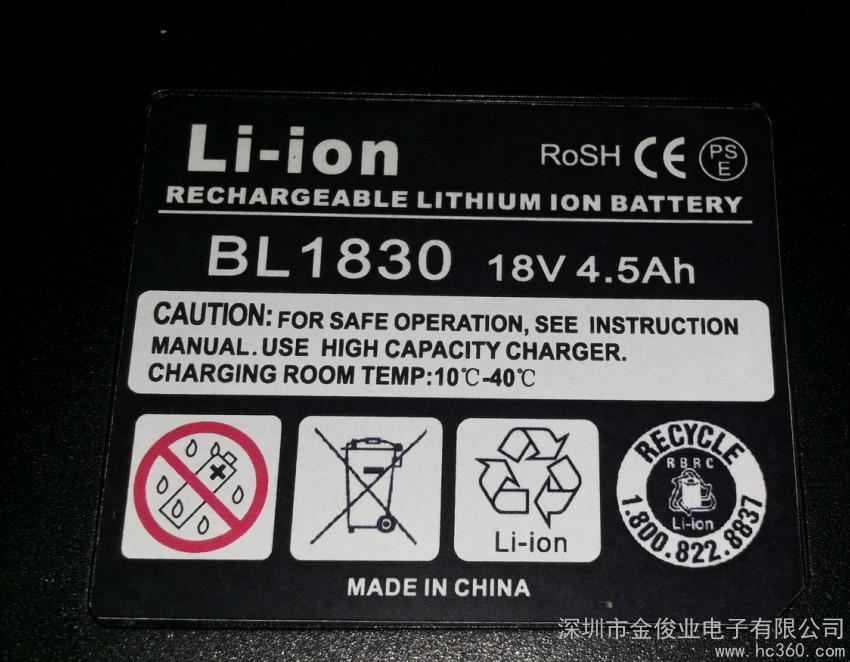 Li-ion
RoSH CE PS E
RECHARGEABLE LITHIUM ION BATTERY
BL1830 18V 4.5Ah
CAUTION: FOR SAFE OPERATION, SEE INSTRUCTION
MANUAL. USE HIGH CAPACITY CHARGER.
CHARGING ROOM TEMP:10℃-40℃
Li-ion
RECYCLE
RBRC
Li-ion
1.800.822.8837
MADE IN CHINA
深圳市金俊业电子有限公司
www.hc360.com